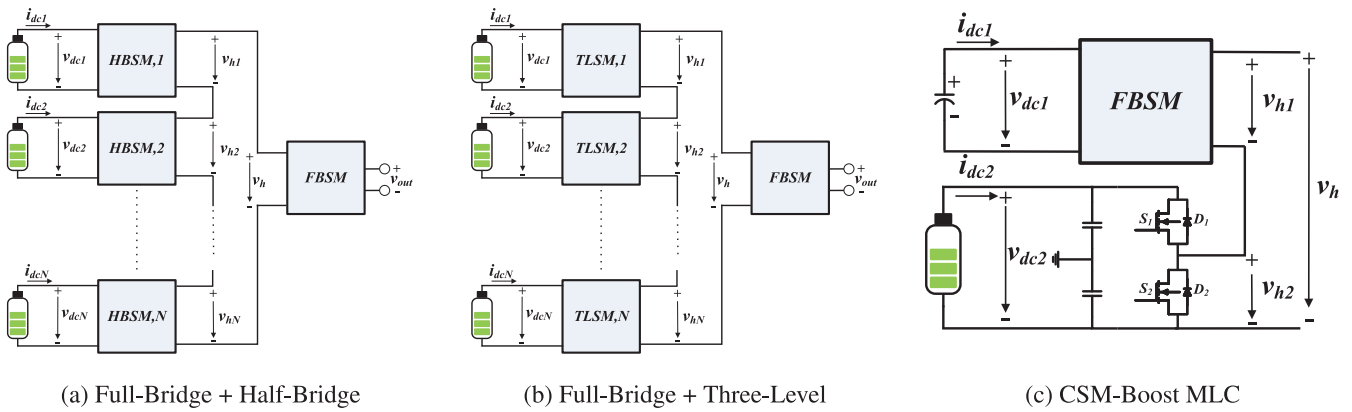 i_dc1
+
v_dc1
-
HBSM,1
+
v_h1
-
i_dc2
+
v_dc2
-
HBSM,2
+
v_h2
-
i_dcN
+
v_dcN
-
HBSM,N
+
v_hN
-
+
v_h
-
FBSM
+
v_out
-
(a) Full-Bridge + Half-Bridge
i_dc1
+
v_dc1
-
TLSM,1
+
v_h1
-
i_dc2
+
v_dc2
-
TLSM,2
+
v_h2
-
i_dcN
+
v_dcN
-
TLSM,N
+
v_hN
-
+
v_h
-
FBSM
+
v_out
-
(b) Full-Bridge + Three-Level
i_dc1
+
-
+
v_dc1
-
FBSM
+
v_h1
-
+
v_h
-
i_dc2
+
v_dc2
-
S_1
D_1
S_2
D_2
+
v_h2
-
(c) CSM-Boost MLC